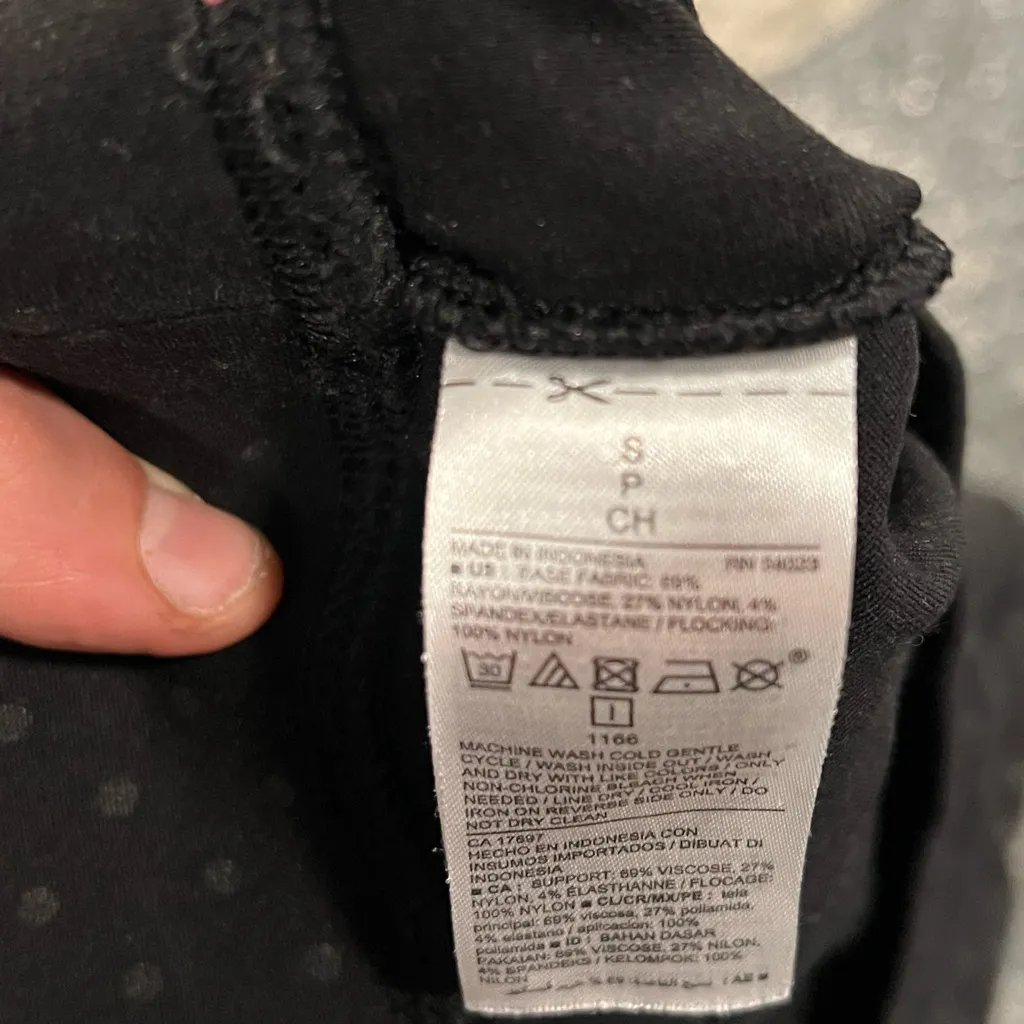 S
P
CH
MADE IN INDONESIA RN 54023
■ US : BASE FABRIC: 69%
RAYON/VISCOSE, 27% NYLON, 4%
SPANDEX/ELASTANE / FLOCKING:
100% NYLON
30
®
I
1166
MACHINE WASH COLD GENTLE
CYCLE / WASH INSIDE OUT / WASH
AND DRY WITH LIKE COLORS / ONLY
NON-CHLORINE BLEACH WHEN
NEEDED / LINE DRY / COOL IRON /
IRON ON REVERSE SIDE ONLY / DO
NOT DRY CLEAN
CA 17697
HECHO EN INDONESIA CON
INSUMOS IMPORTADOS / DIBUAT DI
INDONESIA
■ CA : SUPPORT: 69% VISCOSE, 27%
NYLON, 4% ÉLASTHANNE / FLOCAGE:
100% NYLON ■ CL/CR/MX/PE : tela
principal: 69% viscosa, 27% poliamida,
4% elastano / aplicacion: 100%
poliamida ■ ID : BAHAN DASAR
PAKAIAN: 69% VISCOSE, 27% NILON,
4% SPANDEKS / KELOMPOK: 100%
NILON